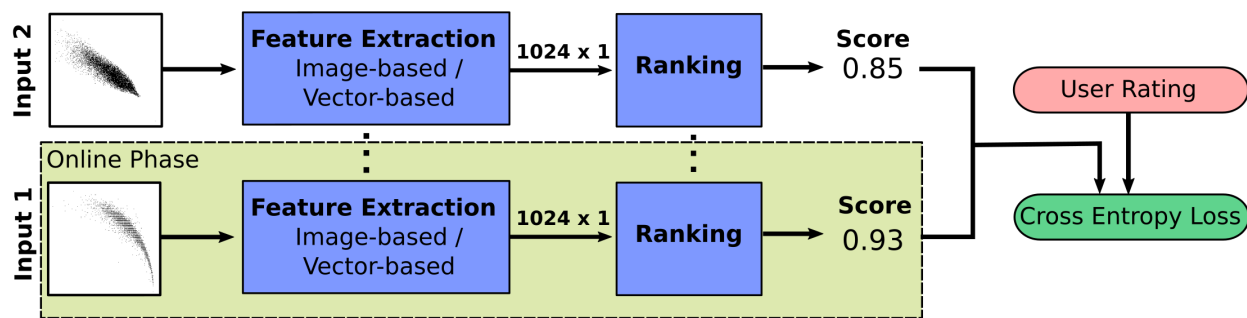 Input 2
Feature Extraction
Image-based /
Vector-based
1024 x 1
Ranking
Score
0.85
User Rating
Online Phase
Input 1
Feature Extraction
Image-based /
Vector-based
1024 x 1
Ranking
Score
0.93
Cross Entropy Loss